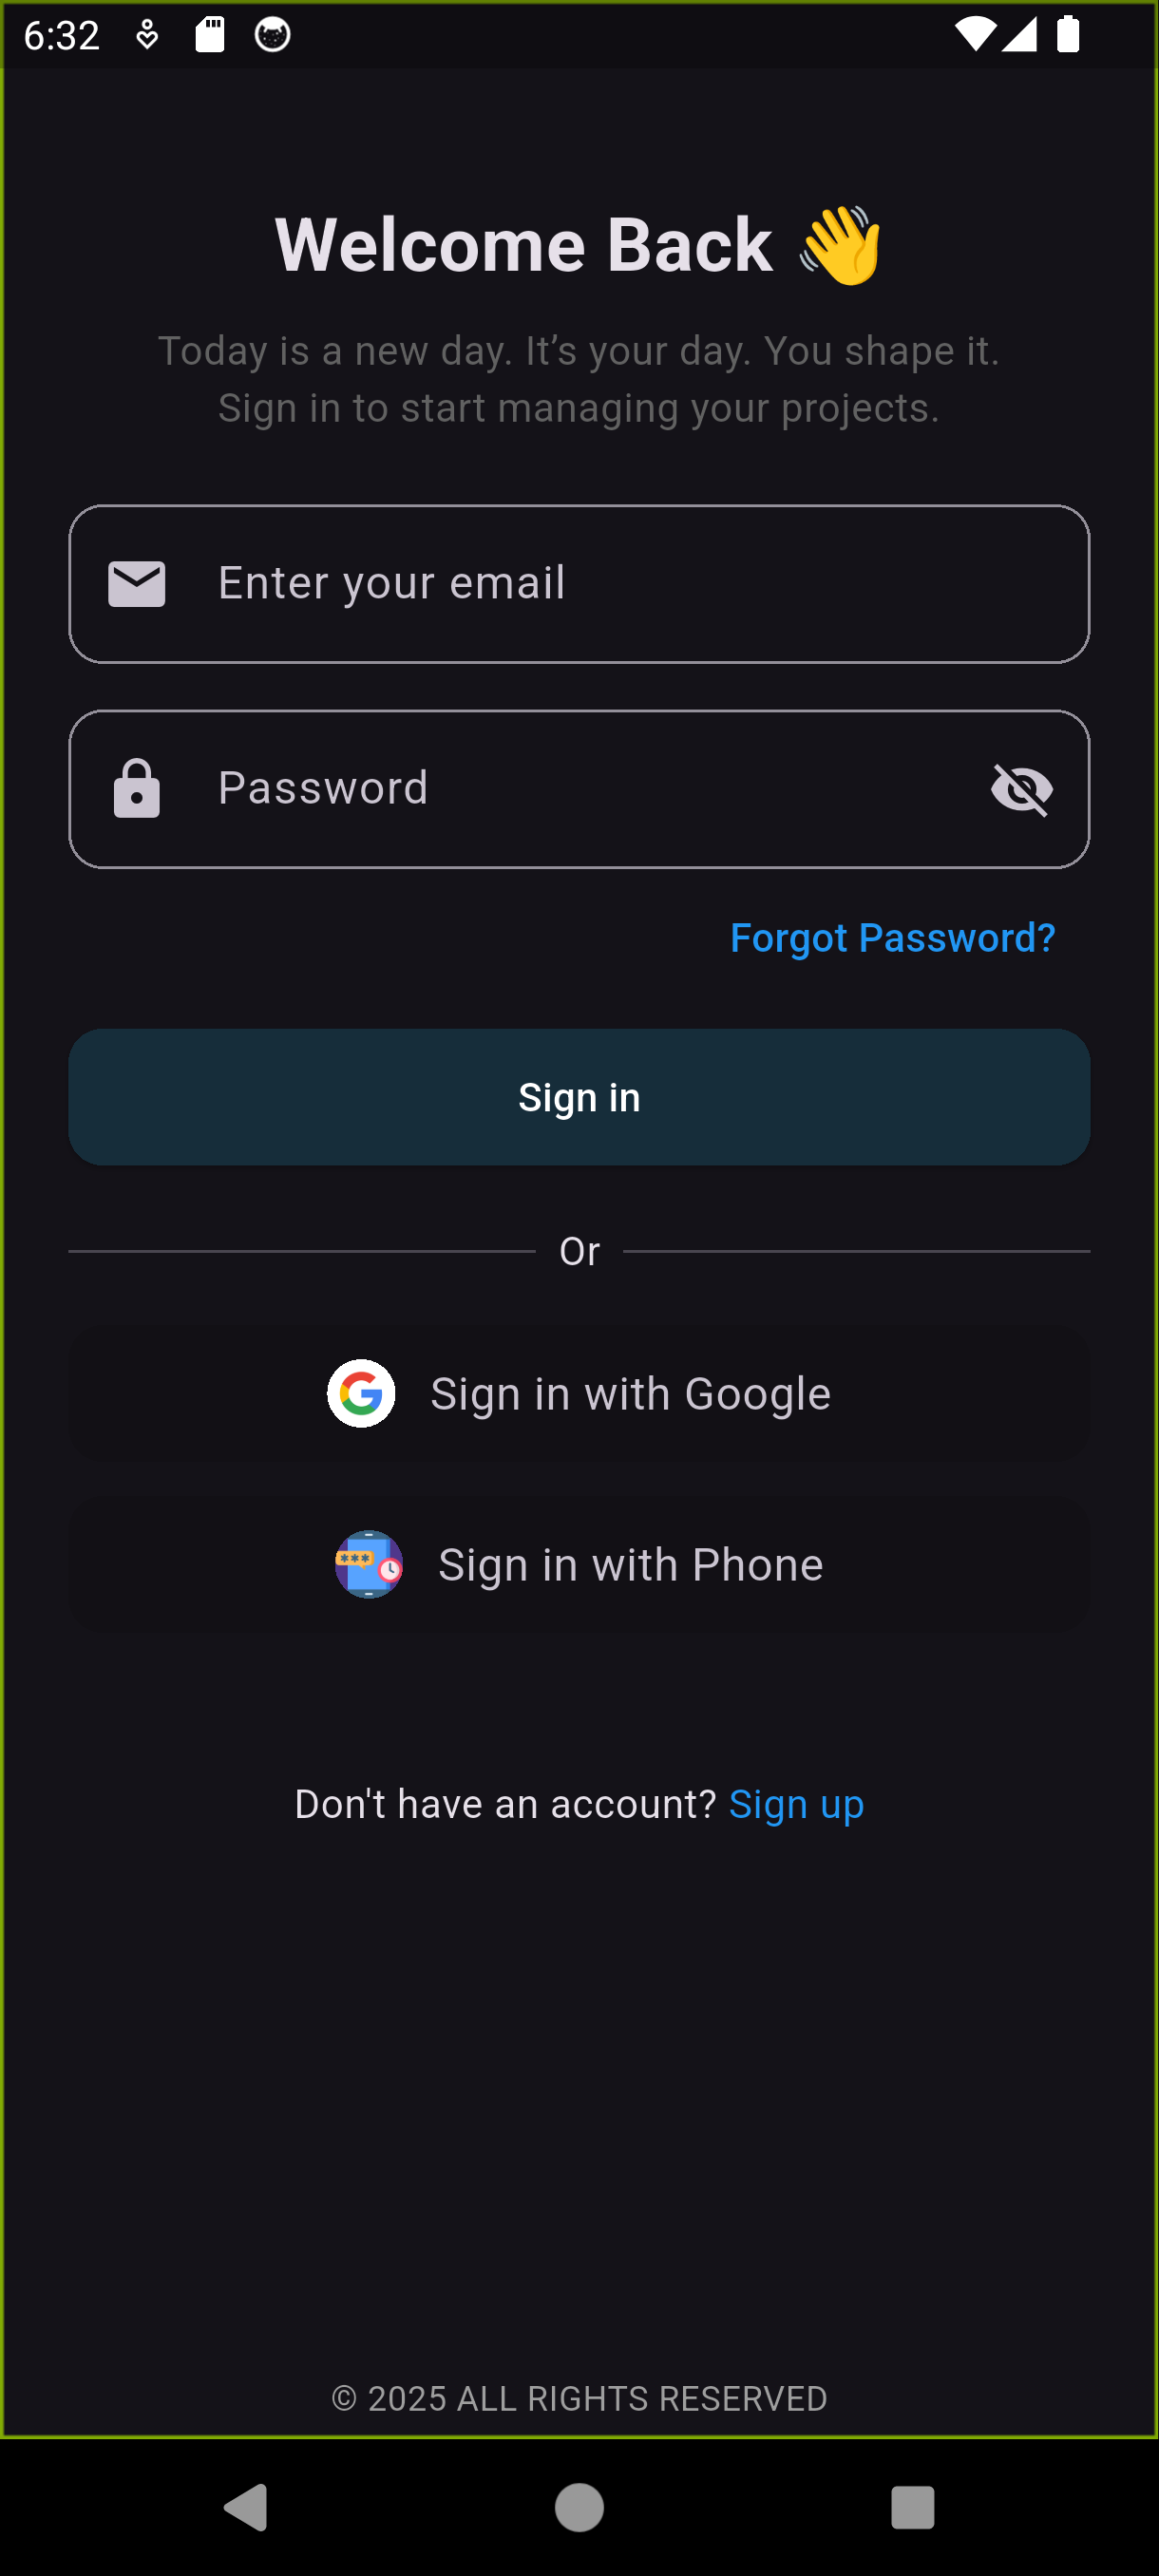 6:32
Welcome Back 👋
Today is a new day. It’s your day. You shape it.
Sign in to start managing your projects.
Enter your email
Password
Forgot Password?
Sign in
Or
Sign in with Google
Sign in with Phone
Don't have an account? Sign up
© 2025 ALL RIGHTS RESERVED